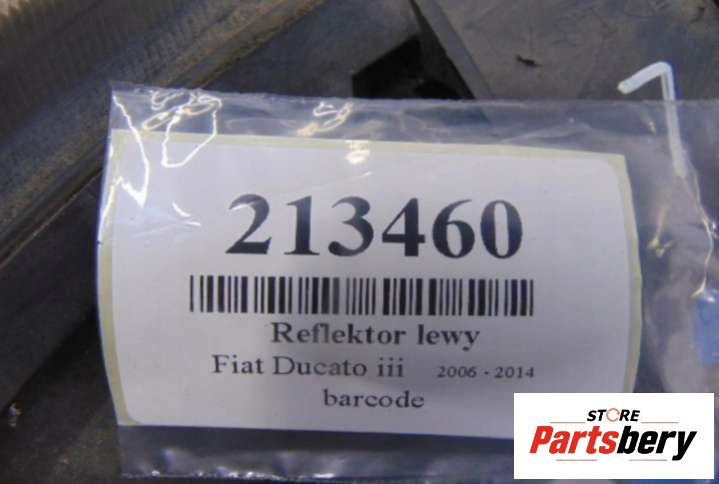 213460
Reflektor lewy
Fiat Ducato iii 2006 - 2014
barcode
STORE
Partsbery